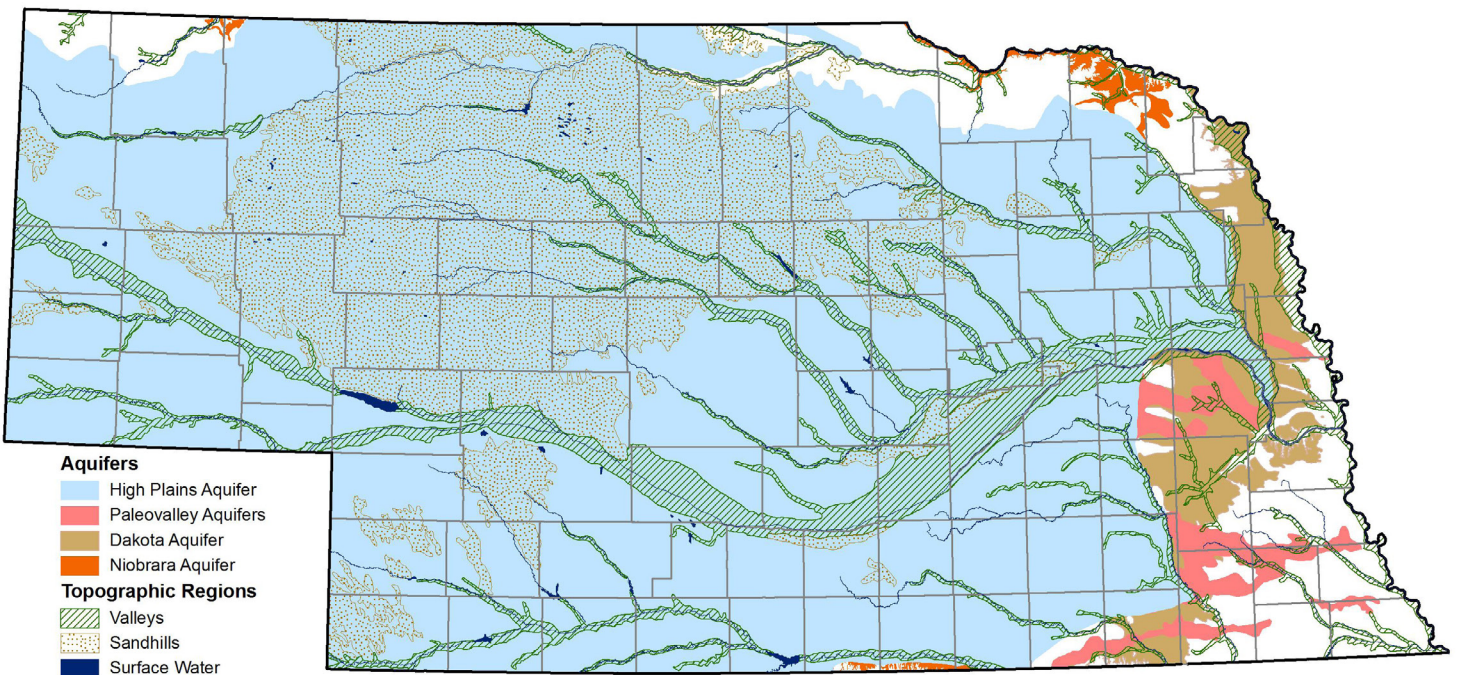 Aquifers
High Plains Aquifer
Paleovalley Aquifers
Dakota Aquifer
Niobrara Aquifer
Topographic Regions
Valleys
Sandhills
Surface Water